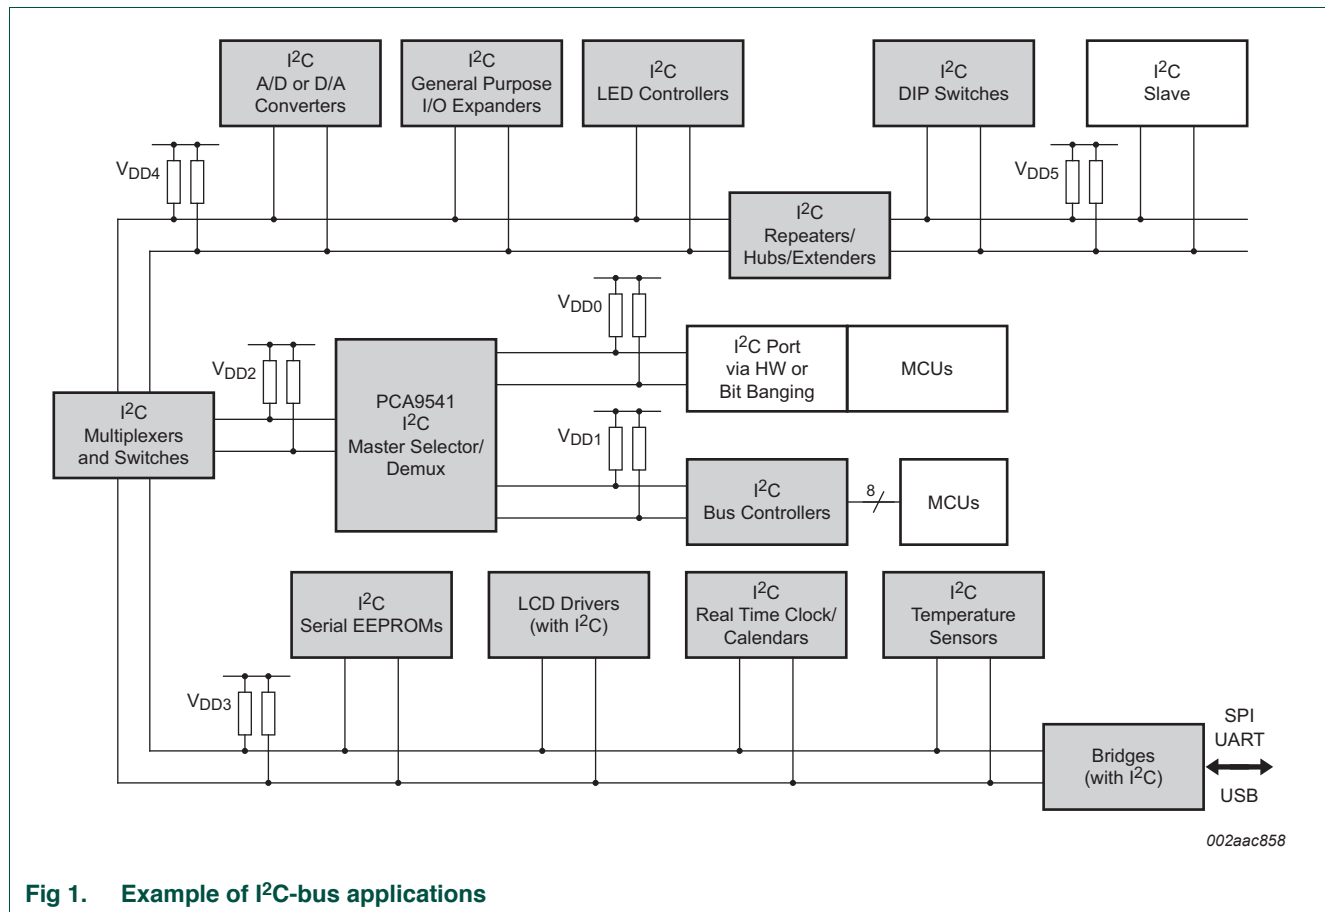 I²C
A/D or D/A
Converters
I²C
General Purpose
I/O Expanders
I²C
LED Controllers
I²C
DIP Switches
I²C
Slave
VDD4
VDD5
I²C
Repeaters/
Hubs/Extenders
VDD0
I²C Port
via HW or
Bit Banging
MCUs
VDD2
PCA9541
I²C
Master Selector/
Demux
I²C
Multiplexers
and Switches
VDD1
I²C
Bus Controllers
8
MCUs
I²C
Serial EEPROMs
LCD Drivers
(with I²C)
I²C
Real Time Clock/
Calendars
I²C
Temperature
Sensors
VDD3
Bridges
(with I²C)
SPI
UART
USB
002aac858
Fig 1. Example of I²C-bus applications